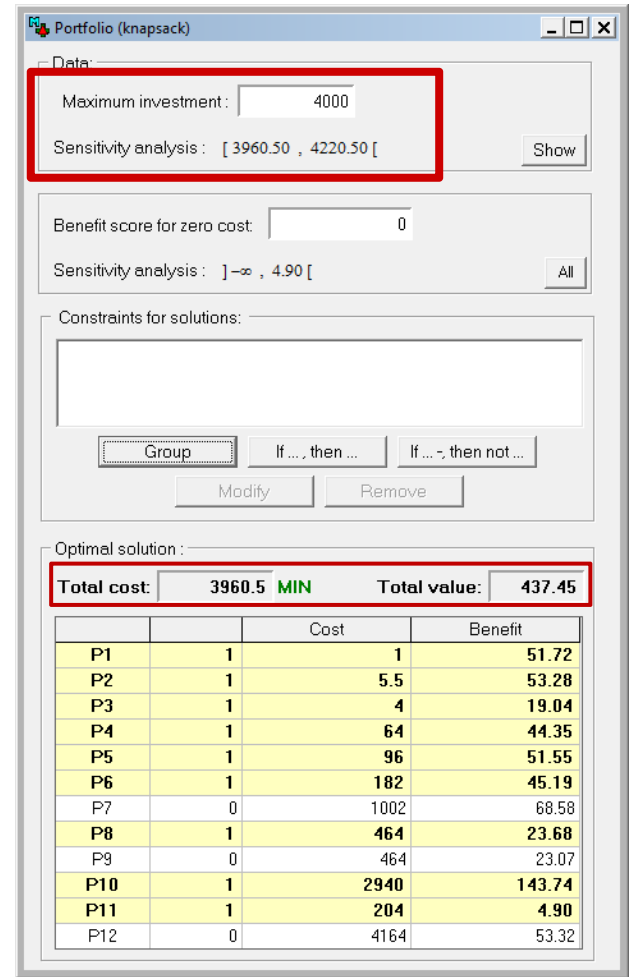 Portfolio (knapsack)
Data:
Maximum investment : 4000
Sensitivity analysis : [ 3960.50 , 4220.50 [ Show
Benefit score for zero cost: 0
Sensitivity analysis : ]−∞ , 4.90 [ All
Constraints for solutions:
Group If ... , then ... If ... -, then not ...
Modify Remove
Optimal solution :
Total cost: 3960.5 MIN Total value: 437.45
Cost Benefit
P1 1 1 51.72
P2 1 5.5 53.28
P3 1 4 19.04
P4 1 64 44.35
P5 1 96 51.55
P6 1 182 45.19
P7 0 1002 68.58
P8 1 464 23.68
P9 0 464 23.07
P10 1 2940 143.74
P11 1 204 4.90
P12 0 4164 53.32